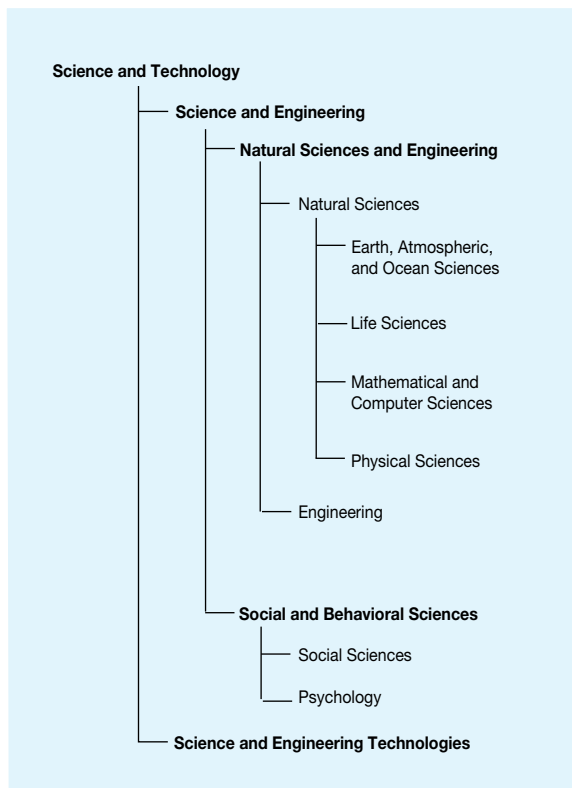 Science and Technology
Science and Engineering
Natural Sciences and Engineering
Natural Sciences
Earth, Atmospheric,
and Ocean Sciences
Life Sciences
Mathematical and
Computer Sciences
Physical Sciences
Engineering
Social and Behavioral Sciences
Social Sciences
Psychology
Science and Engineering Technologies